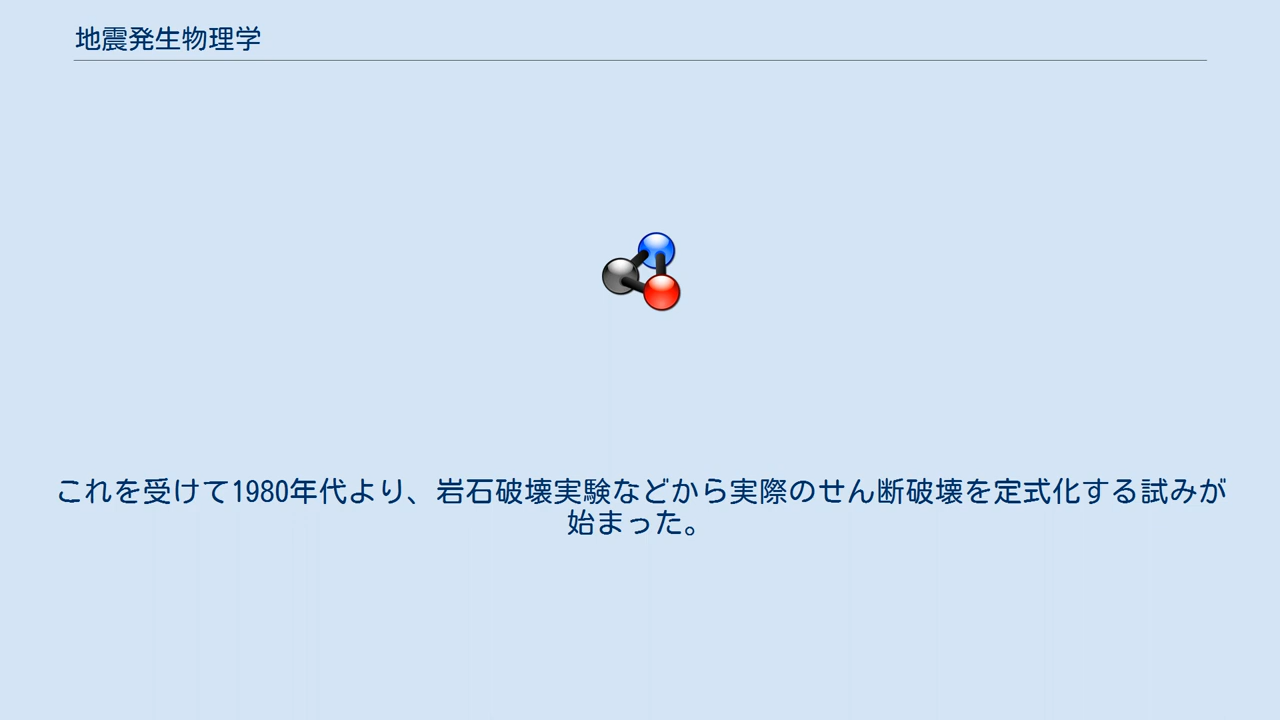 地震発生物理学
これを受けて1980年代より、岩石破壊実験などから実際のせん断破壊を定式化する試みが
始まった。